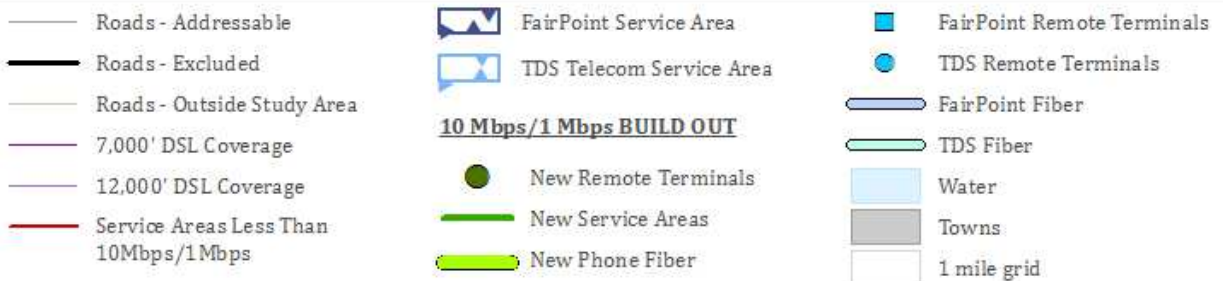 Roads - Addressable
Roads - Excluded
Roads - Outside Study Area
7,000' DSL Coverage
12,000' DSL Coverage
Service Areas Less Than
10Mbps/1Mbps
FairPoint Service Area
TDS Telecom Service Area
10 Mbps/1 Mbps BUILD OUT
New Remote Terminals
New Service Areas
New Phone Fiber
FairPoint Remote Terminals
TDS Remote Terminals
FairPoint Fiber
TDS Fiber
Water
Towns
1 mile grid